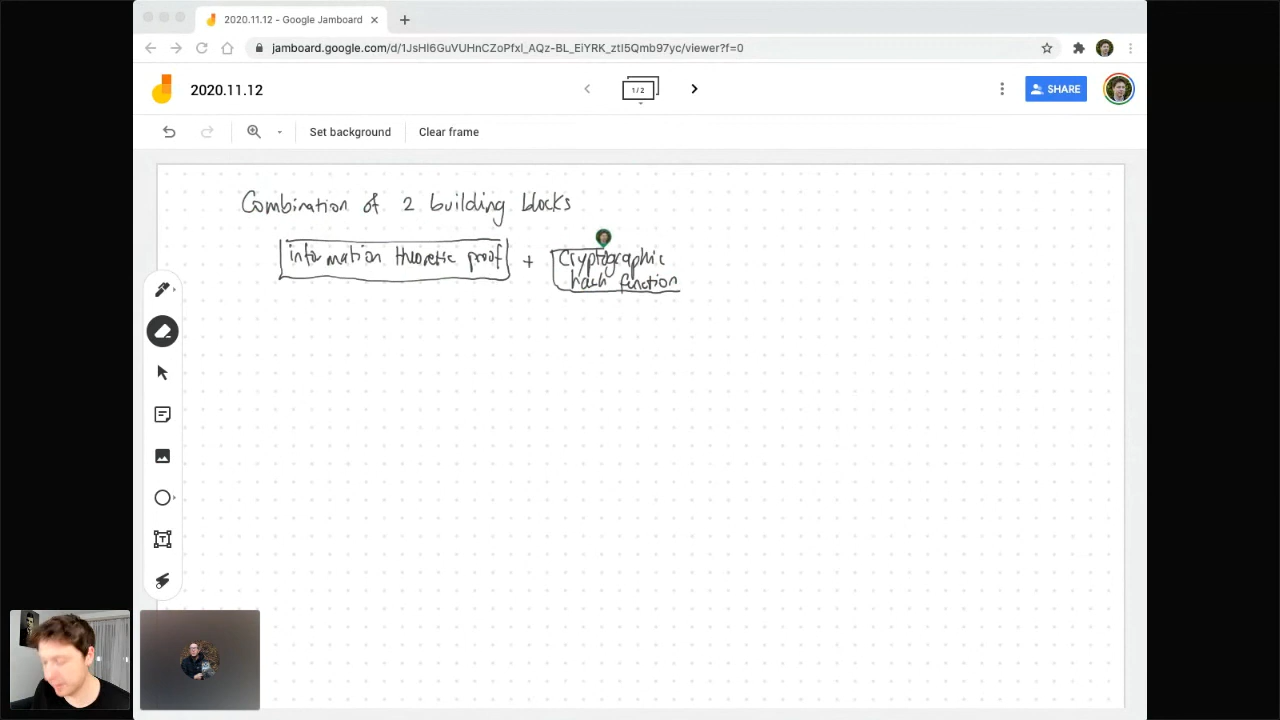 2020.11.12 - Google Jamboard
jamboard.google.com/d/1JsHl6GuVUHnCZoPfxl_AQz-BL_EiYRK_ztI5Qmb97yc/viewer?f=0
2020.11.12
1 / 2
SHARE
Set background
Clear frame
Combination of 2 building blocks
information theoretic proof + Cryptographic
hash function